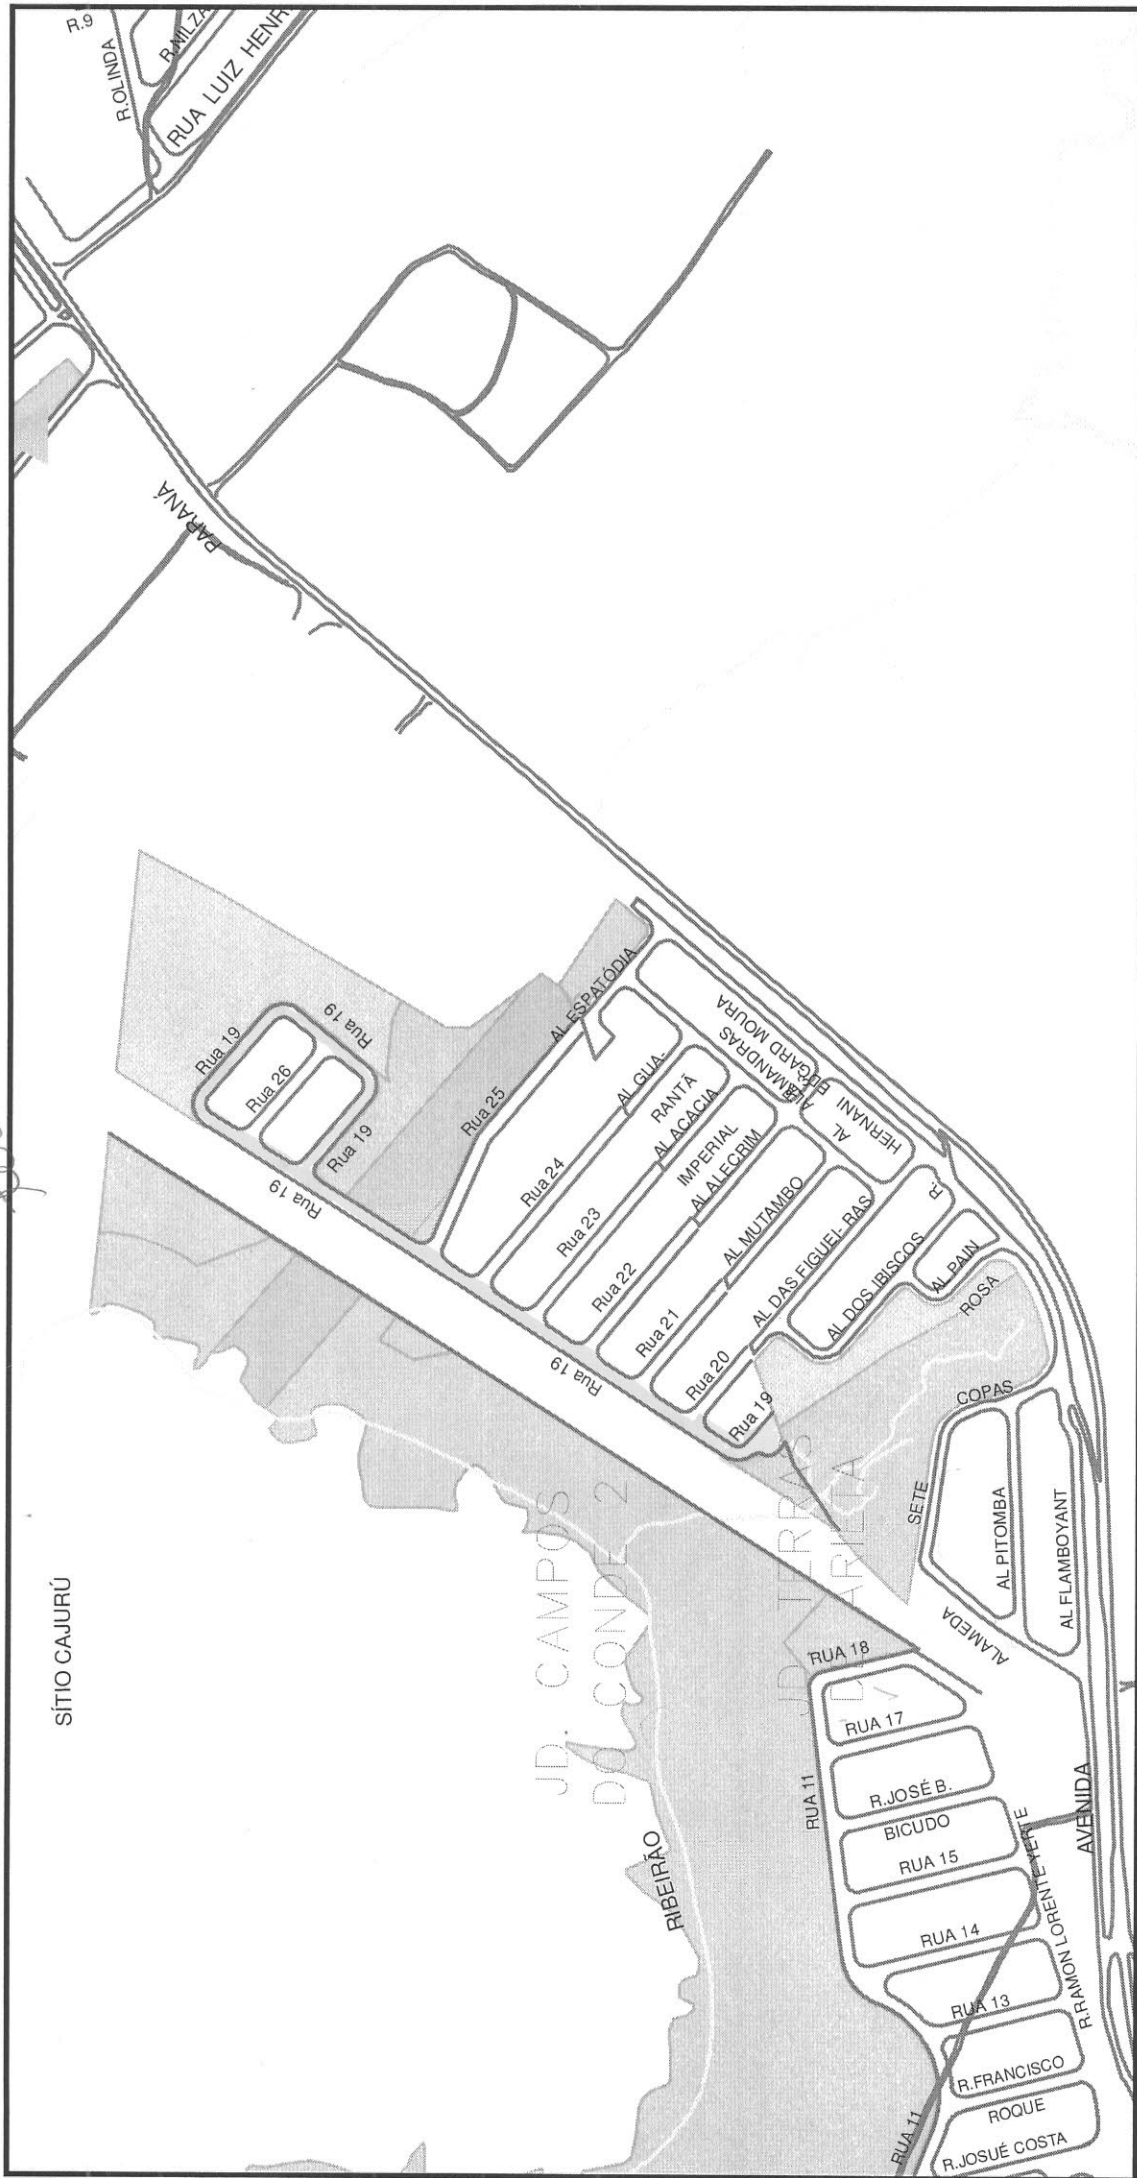 R.9
R.OLINDA
R.NILZA
RUA LUIZ HENR
PARANÁ
SÍTIO CAJURÚ
Rua 19
Rua 19
Rua 26
Rua 19
Rua 19
Rua 25
AL ESPATÓDIA
Rua 24
AL GUA-
RANTÃ
Rua 23
AL ACACIA
IMPERIAL
Rua 22
AL ALECRIM
Rua 21
AL MUTAMBO
Rua 20
AL DAS FIGUEI- RAS
Rua 19
Rua 19
AL DOS IBISCOS
AL PAIN
ROSA
ALAMANDRAS
EDGARD MOURA
AL
HERNANI
R.
COPAS
SETE
ALAMEDA
AL PITOMBA
AL FLAMBOYANT
JD. CAMPOS
DO CONDE 2
JD. TERRAS
RIBEIRÃO
RUA 18
RUA 17
RUA 11
R.JOSÉ B.
BICUDO
RUA 15
RUA 14
RUA 13
R.RAMON LORENTE YERTE
AVENIDA
R.FRANCISCO
ROQUE
R.JOSUÉ COSTA
RUA 11